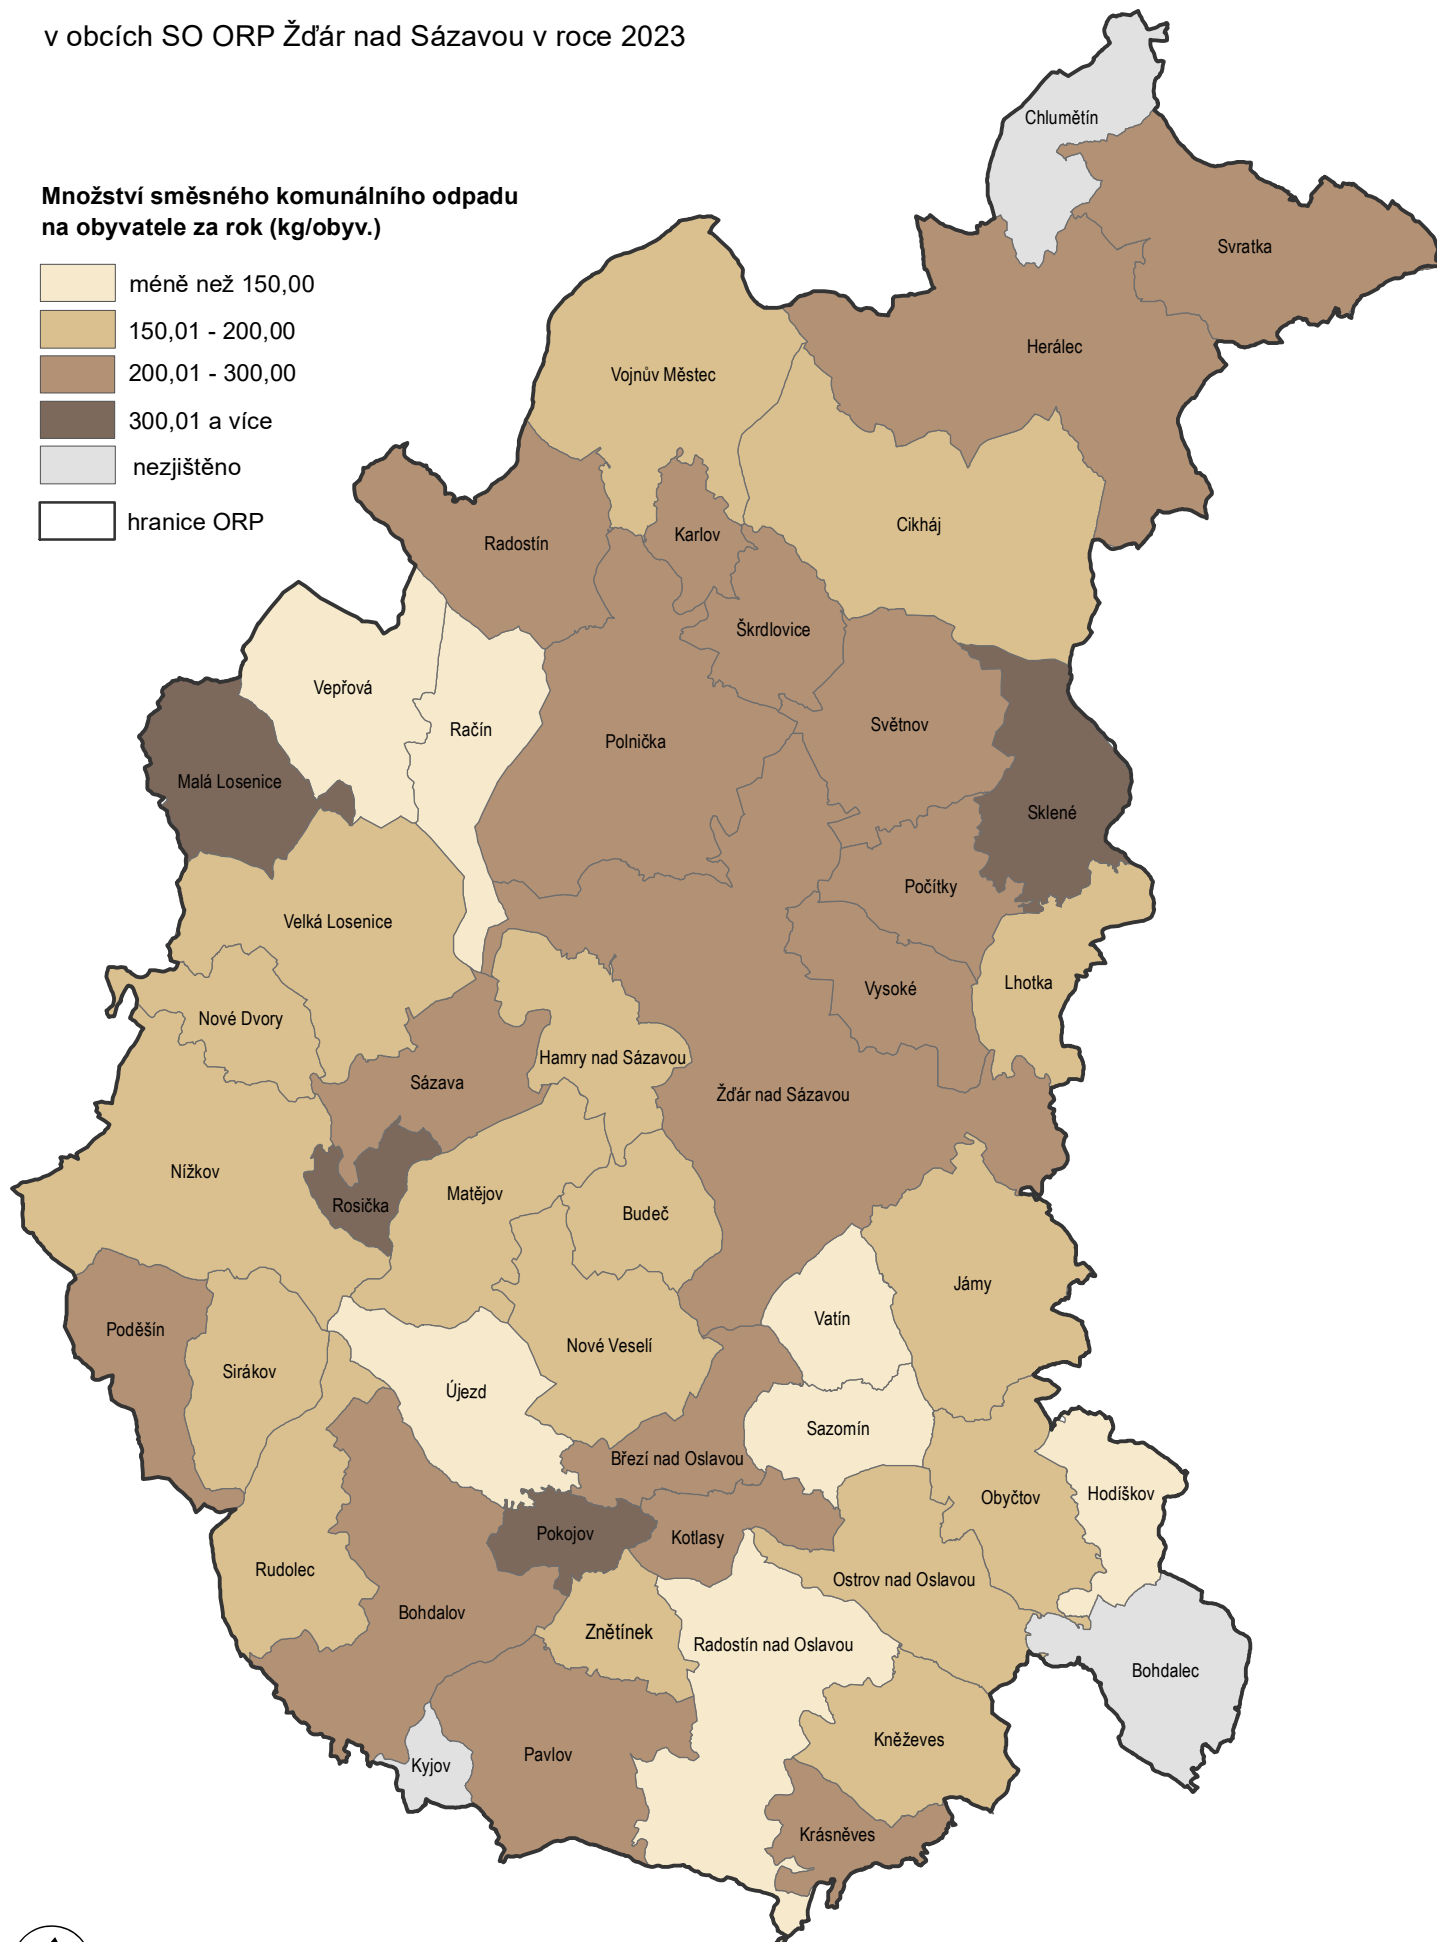 v obcích SO ORP Žďár nad Sázavou v roce 2023
Množství směsného komunálního odpadu
na obyvatele za rok (kg/obyv.)
méně než 150,00
150,01 - 200,00
200,01 - 300,00
300,01 a více
nezjištěno
hranice ORP
Chlumětín
Svratka
Herálec
Vojnův Městec
Cikháj
Karlov
Radostín
Škrdlovice
Vepřová
Světnov
Račín
Polnička
Malá Losenice
Sklené
Počítky
Velká Losenice
Lhotka
Vysoké
Nové Dvory
Hamry nad Sázavou
Sázava
Žďár nad Sázavou
Nížkov
Matějov
Rosička
Budeč
Jámy
Vatín
Poděšín
Nové Veselí
Sirákov
Újezd
Sazomín
Březí nad Oslavou
Hodíškov
Obyčtov
Pokojov
Kotlasy
Rudolec
Ostrov nad Oslavou
Bohdalov
Znětínek
Radostín nad Oslavou
Bohdalec
Kněževes
Pavlov
Kyjov
Krásněves